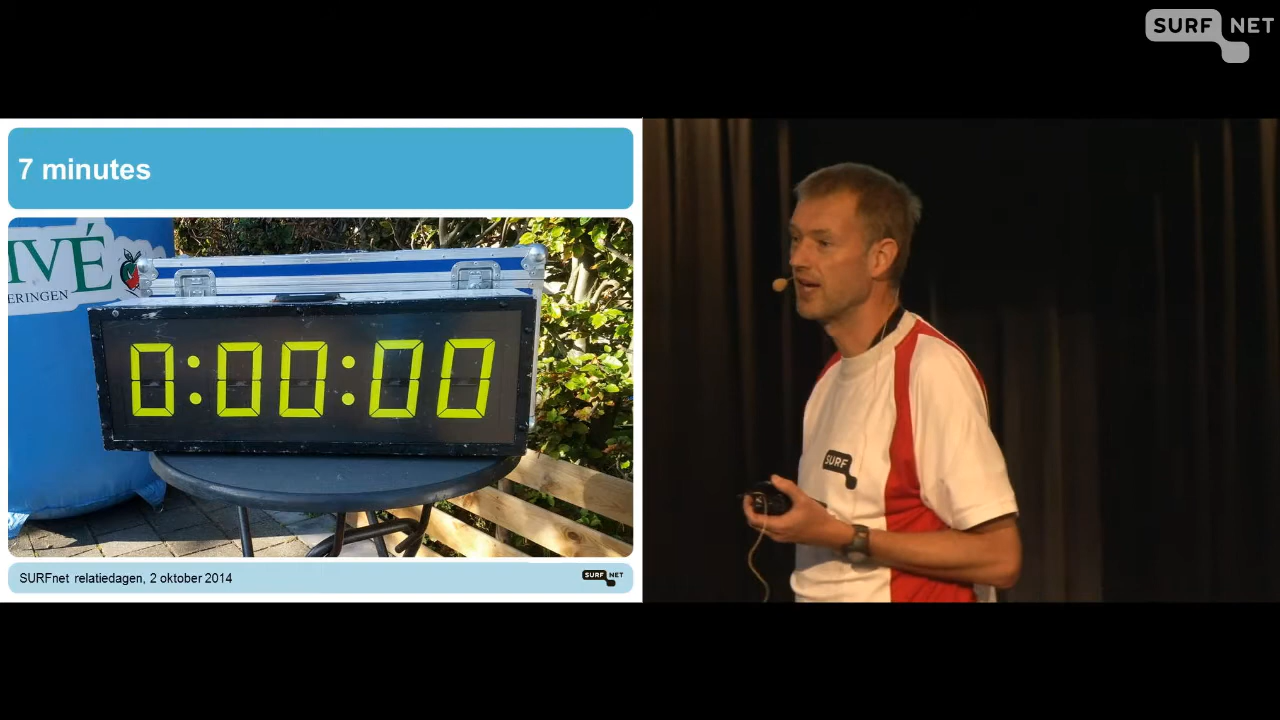 SURF NET
7 minutes
IVÉ
ERINGEN
0:00:00
SURF
SURFnet relatiedagen, 2 oktober 2014
SURF NET